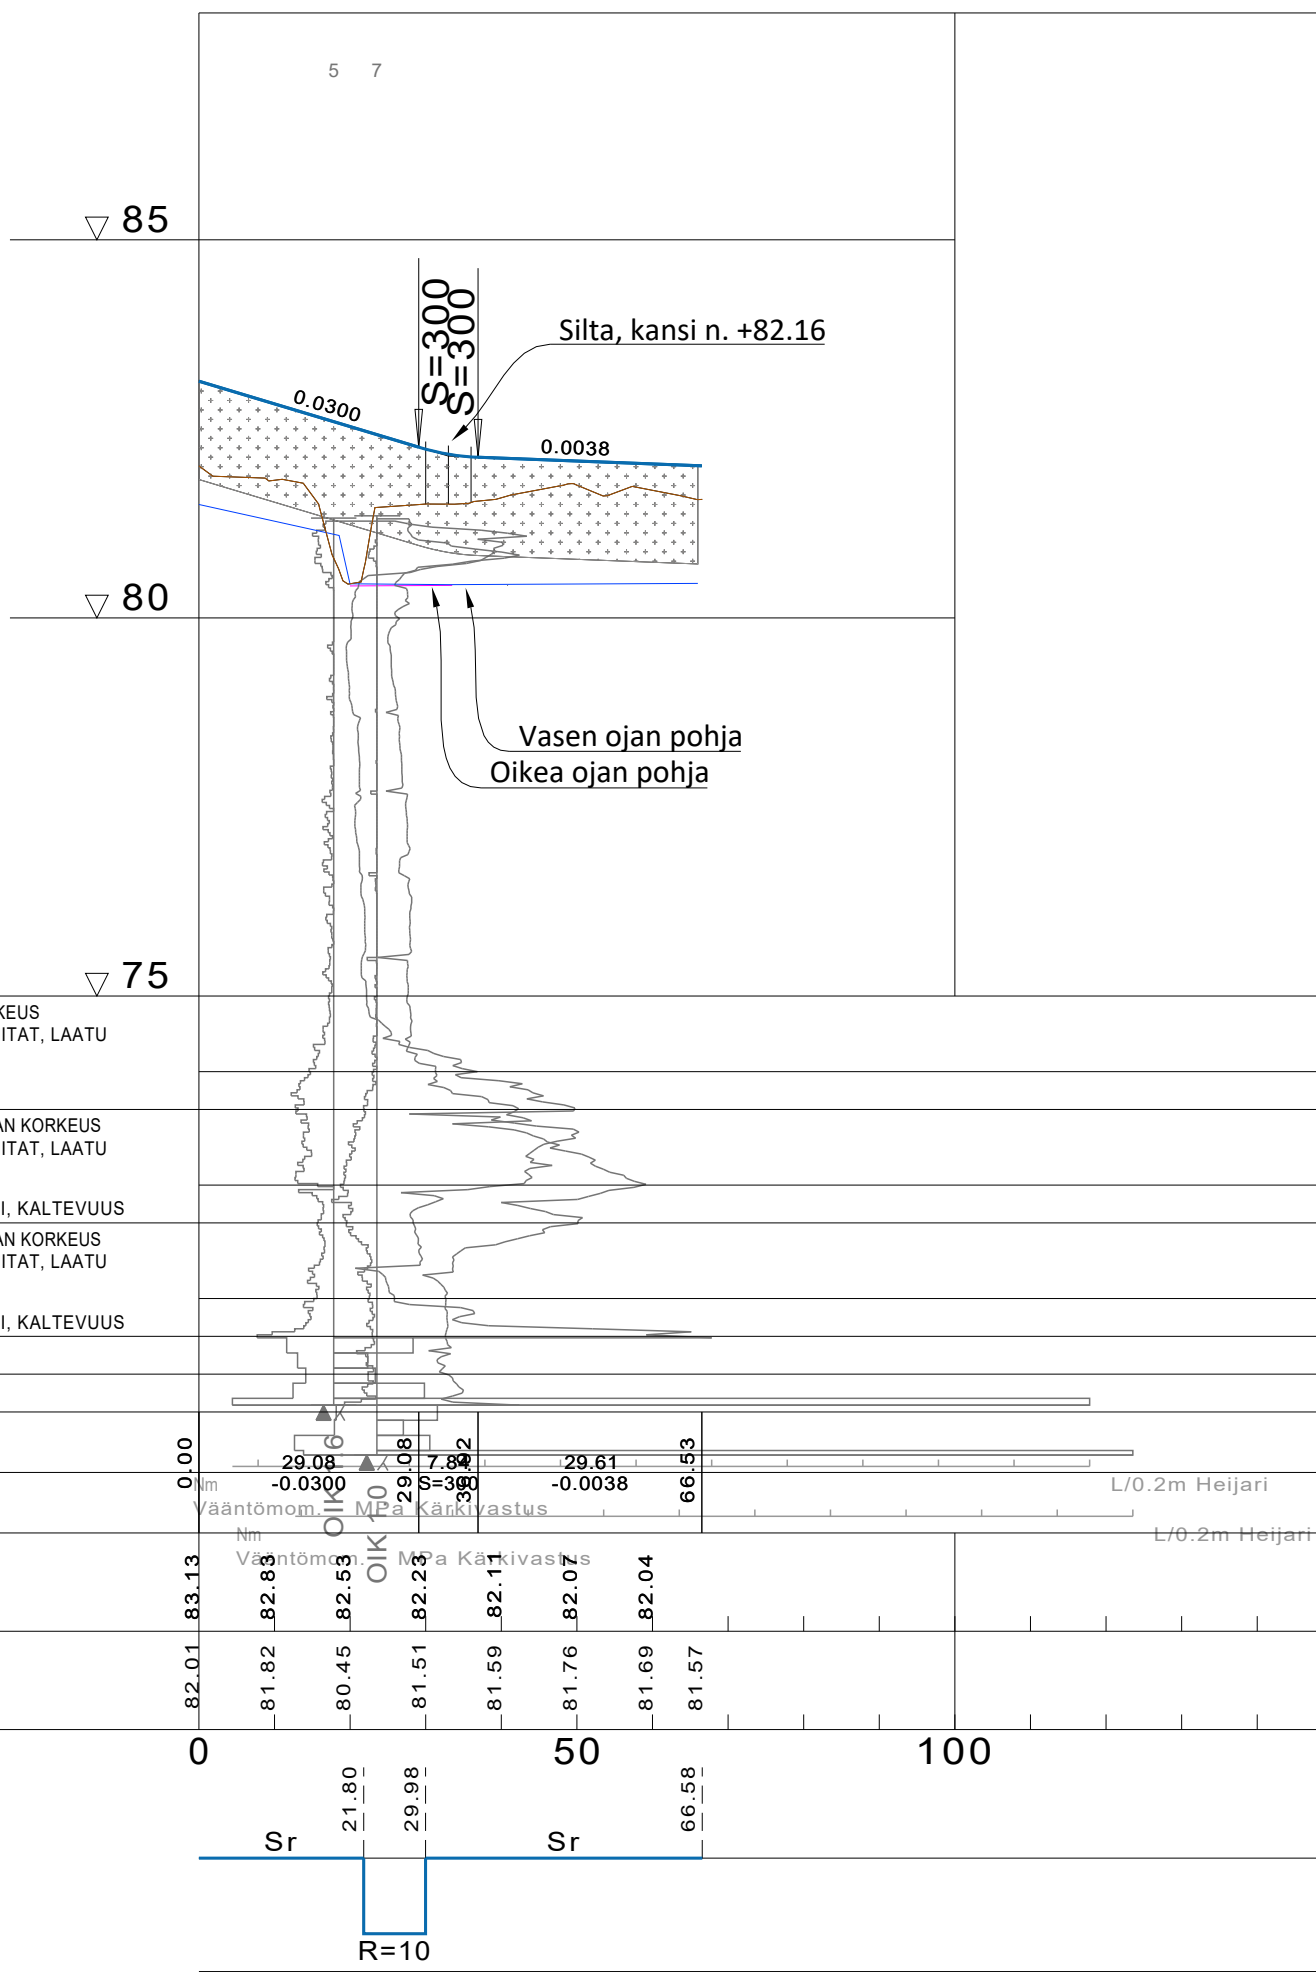 5 7
85
S=300
S=300
Silta, kansi n. +82.16
0.0300
0.0038
80
Vasen ojan pohja
Oikea ojan pohja
75
KEUS
ITAT, LAATU
AN KORKEUS
ITAT, LAATU
I, KALTEVUUS
AN KORKEUS
ITAT, LAATU
I, KALTEVUUS
0.00 29.08 29.08 7.84 36.92 29.61 66.53
-0.0300 S=300 -0.0038
Nm L/0.2m Heijari
Vääntömom. MPa Kärkivastus
Nm L/0.2m Heijari
Vääntömom. MPa Kärkivastus
83.13 82.83 82.53 82.23 82.11 82.07 82.04
82.01 81.82 80.45 81.51 81.59 81.76 81.69 81.57
0 50 100
21.80 29.98 66.58
Sr Sr
R=10